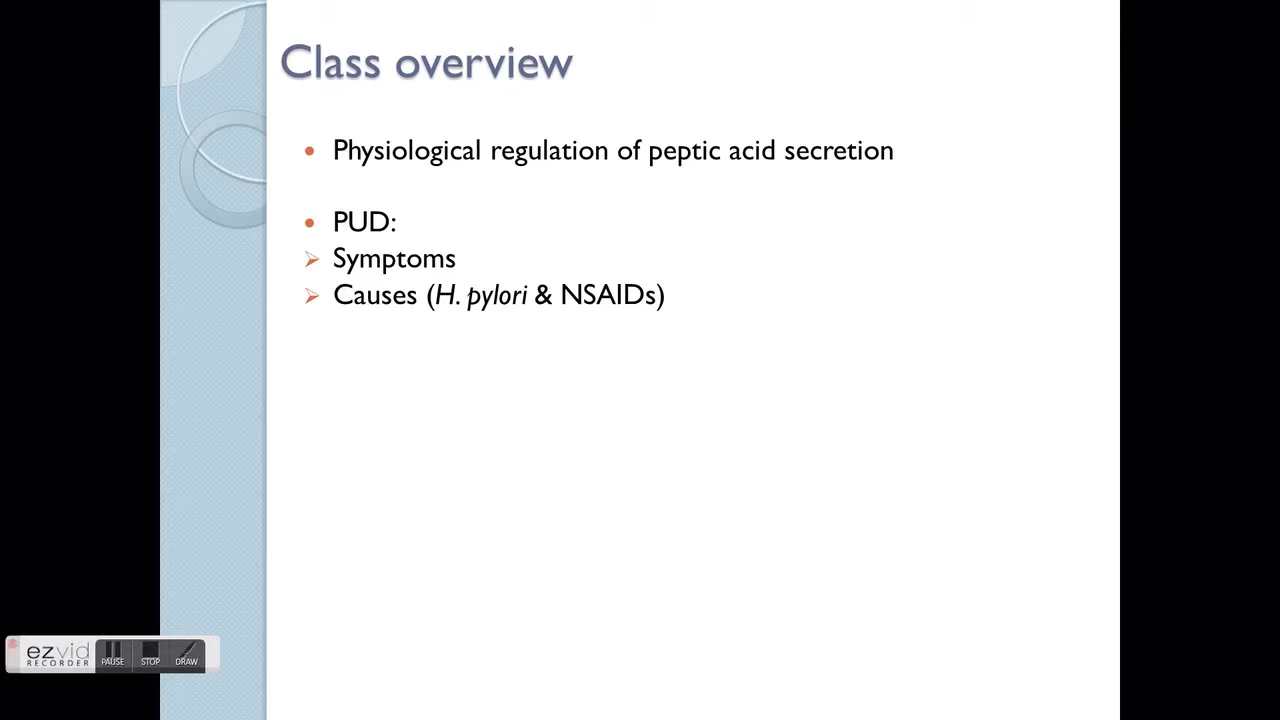 Class overview
Physiological regulation of peptic acid secretion
PUD:
Symptoms
Causes (H. pylori & NSAIDs)
ezvid
RECORDER
PAUSE STOP DRAW